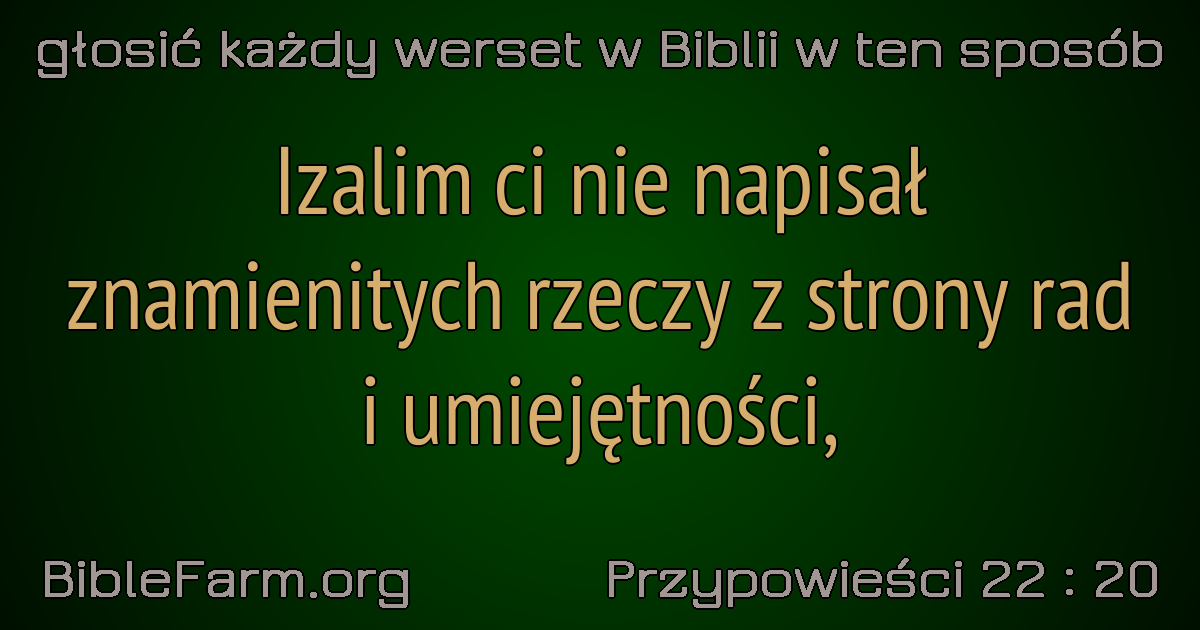 głosić każdy werset w Biblii w ten sposób
Izalim ci nie napisał
znamienitych rzeczy z strony rad
i umiejętności,
BibleFarm.org
Przypowieści 22 : 20